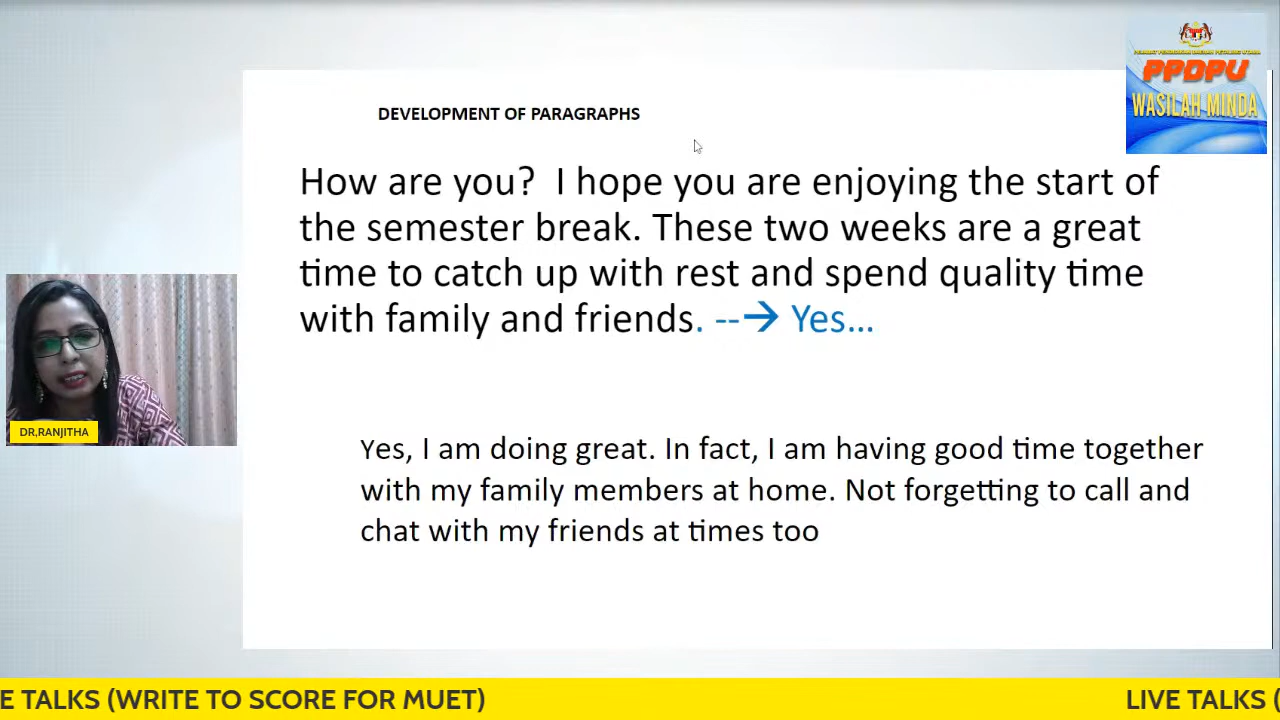 PPDPU
WASILAH MINDA
DEVELOPMENT OF PARAGRAPHS
How are you?  I hope you are enjoying the start of
the semester break. These two weeks are a great
time to catch up with rest and spend quality time
with family and friends. --→ Yes...
DR,RANJITHA
Yes, I am doing great. In fact, I am having good time together
with my family members at home. Not forgetting to call and
chat with my friends at times too
E TALKS (WRITE TO SCORE FOR MUET)
LIVE TALKS (